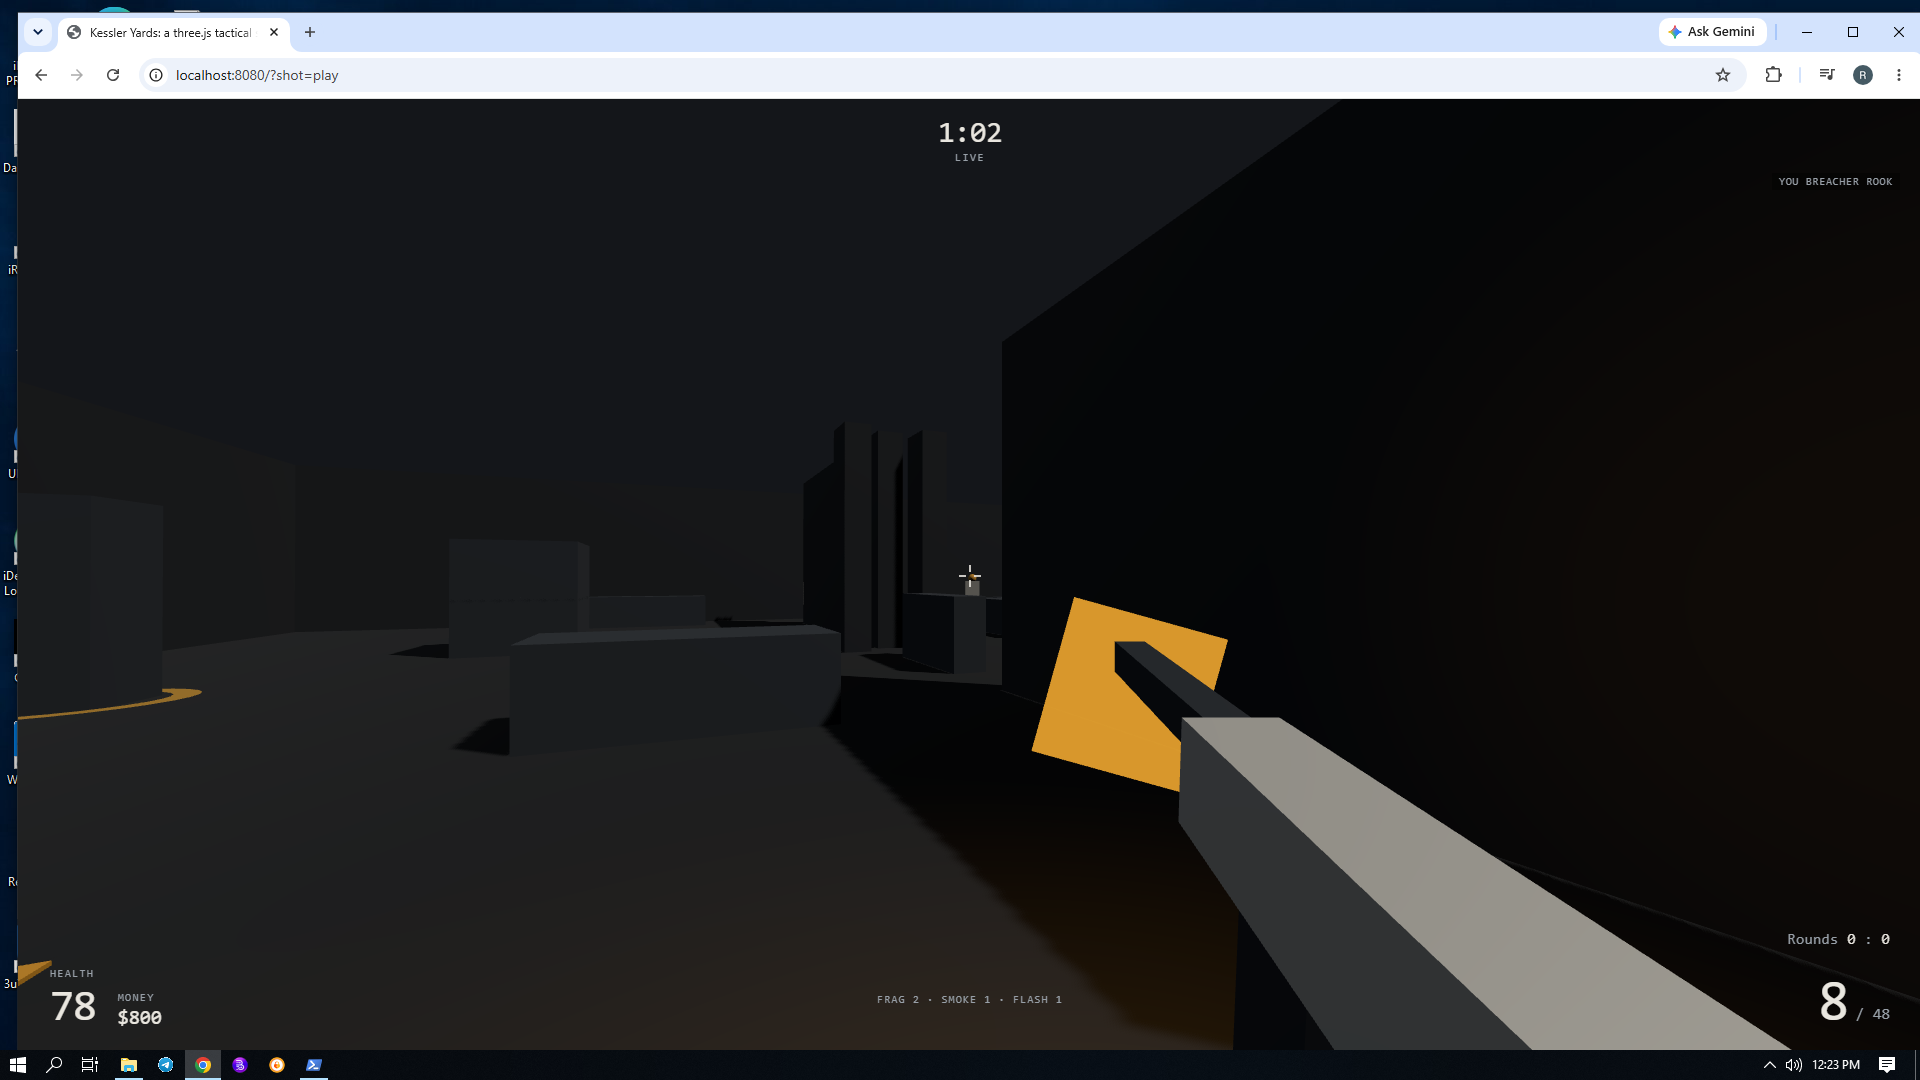 Kessler Yards: a three.js tactical
Ask Gemini
localhost:8080/?shot=play
R
1:02
LIVE
YOU BREACHER ROOK
Rounds 0 : 0
HEALTH
78
MONEY
$800
FRAG 2 · SMOKE 1 · FLASH 1
8 / 48
12:23 PM